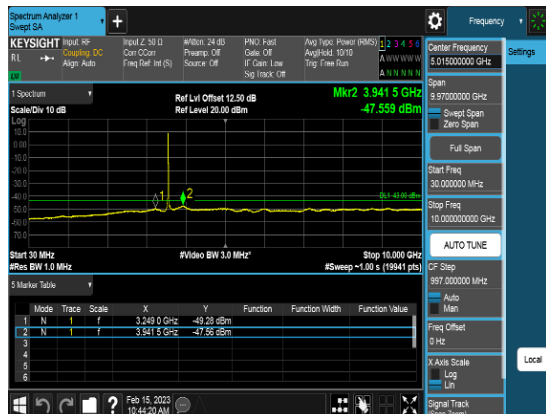 Spectrum Analyzer 1
Swept SA
+
Frequency
KEYSIGHT
RL
Input: RF
Coupling: DC
Align: Auto
Input Z: 50 Ω
Corr CCorr
Freq Ref: Int (S)
#Atten: 24 dB
Preamp: Off
Source: Off
PNO: Fast
Gate: Off
IF Gain: Low
Sig Track: Off
Avg Type: Power (RMS)
Avg|Hold: 10/10
Trig: Free Run
1 2 3 4 5 6
A W W W W W
A N N N N N
Center Frequency
5.015000000 GHz
Settings
1 Spectrum
Scale/Div 10 dB
Ref Lvl Offset 12.50 dB
Ref Level 20.00 dBm
Mkr2 3.941 5 GHz
-47.559 dBm
Log
10.0
0.00
-10.0
-20.0
-30.0
-40.0
-50.0
-60.0
-70.0
1
2
DL1 -43.00 dBm
Start 30 MHz
#Res BW 1.0 MHz
#Video BW 3.0 MHz*
Stop 10.000 GHz
#Sweep ~1.00 s (19941 pts)
Span
9.97000000 GHz
Swept Span
Zero Span
Full Span
Start Freq
30.000000 MHz
Stop Freq
10.000000000 GHz
AUTO TUNE
CF Step
997.000000 MHz
Auto
Man
Freq Offset
0 Hz
X Axis Scale
Log
Lin
Local
Signal Track
(Span Zoom)
5 Marker Table
Mode Trace Scale X Y Function Function Width Function Value
1 N 1 f 3.249 0 GHz -49.28 dBm
2 N 1 f 3.941 5 GHz -47.56 dBm
3
4
5
6
?
Feb 15, 2023
10:44:20 AM